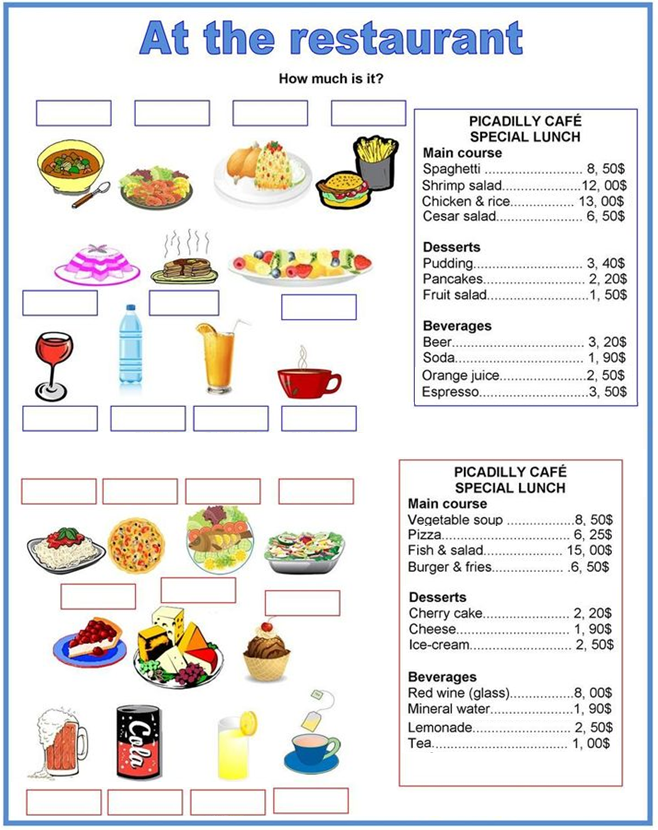 At the restaurant
How much is it?
PICADILLY CAFÉ
SPECIAL LUNCH
Main course
Spaghetti ........................ 8, 50$
Shrimp salad...................12, 00$
Chicken & rice................ 13, 00$
Cesar salad..................... 6, 50$
Desserts
Pudding........................... 3, 40$
Pancakes........................ 2, 20$
Fruit salad........................1, 50$
Beverages
Beer................................. 3, 20$
Soda................................ 1, 90$
Orange juice.....................2, 50$
Espresso..........................3, 50$
PICADILLY CAFÉ
SPECIAL LUNCH
Main course
Vegetable soup ................8, 50$
Pizza............................... 6, 25$
Fish & salad.................... 15, 00$
Burger & fries.................. .6, 50$
Desserts
Cherry cake..................... 2, 20$
Cheese............................ 1, 90$
Ice-cream........................ 2, 50$
Beverages
Red wine (glass)...............8, 00$
Mineral water....................1, 90$
Lemonade........................ 2, 50$
Tea................................... 1, 00$
Cola